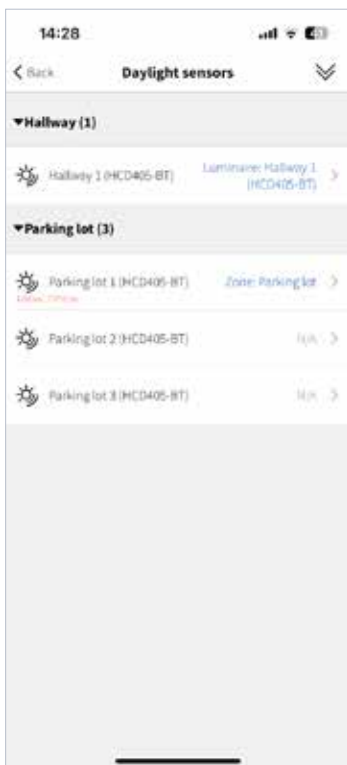 14:28
Back
Daylight sensors
▼Hallway (1)
Hallway 1 (HCD405-BT)
Luminaire: Hallway 1
(HCD405-BT)
▼Parking lot (3)
Parking lot 1 (HCD405-BT)
Zone: Parking lot
Parking lot 2 (HCD405-BT)
N/A
Parking lot 3 (HCD405-BT)
N/A